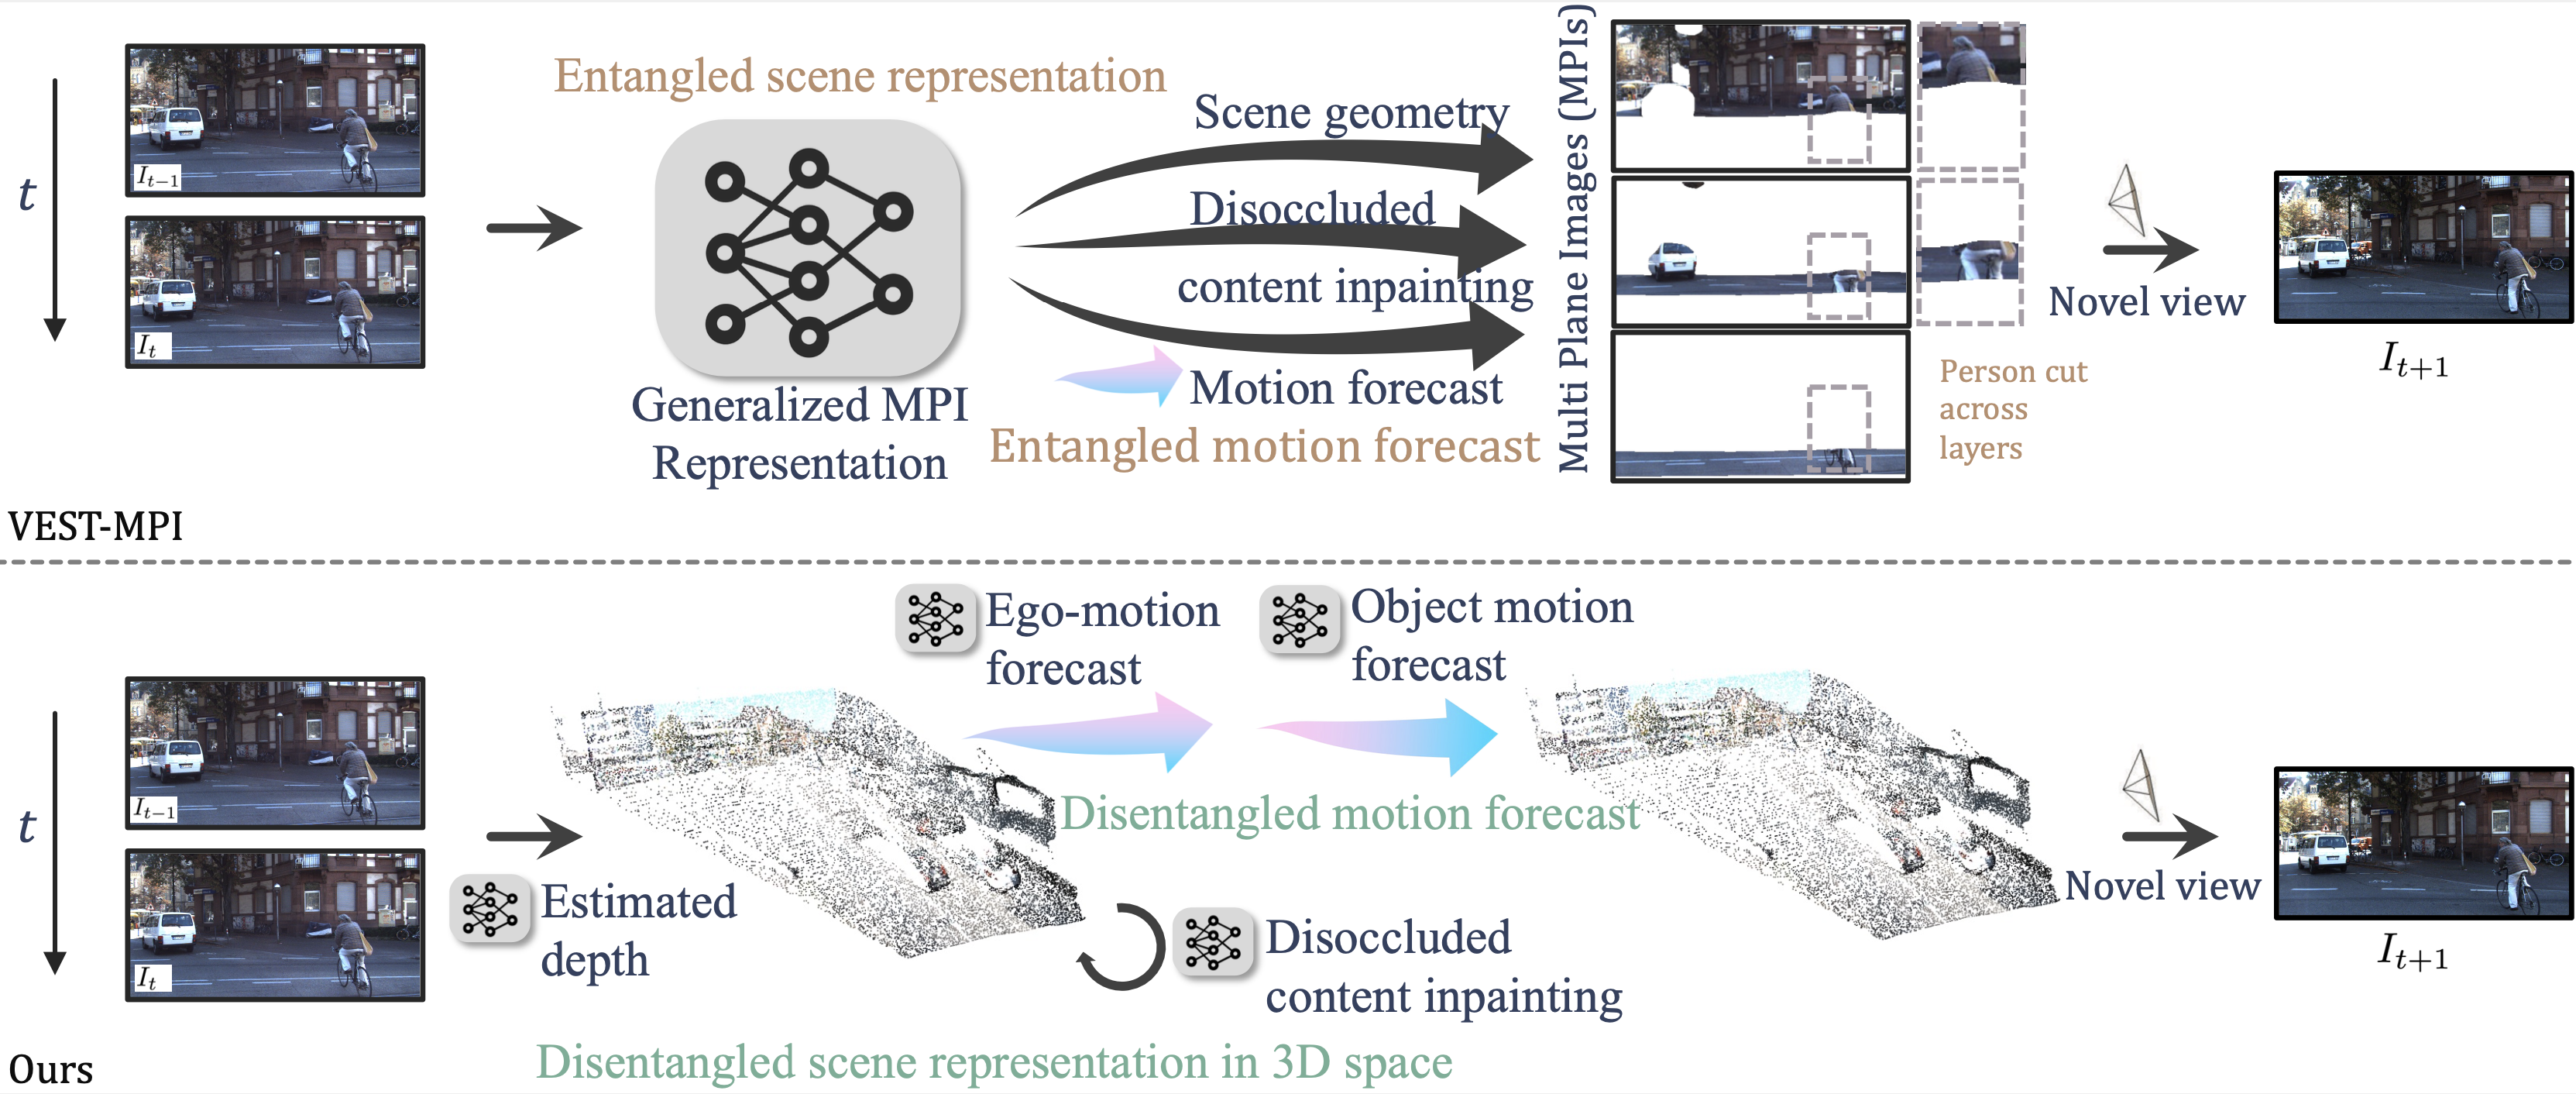 t
I_{t-1}
I_t
Entangled scene representation
Generalized MPI
Representation
Scene geometry
Disoccluded
content inpainting
Motion forecast
Entangled motion forecast
Multi Plane Images (MPIs)
Person cut
across
layers
Novel view
I_{t+1}
VEST-MPI
t
I_{t-1}
I_t
Estimated
depth
Ego-motion
forecast
Object motion
forecast
Disentangled motion forecast
Disoccluded
content inpainting
Disentangled scene representation in 3D space
Novel view
I_{t+1}
Ours